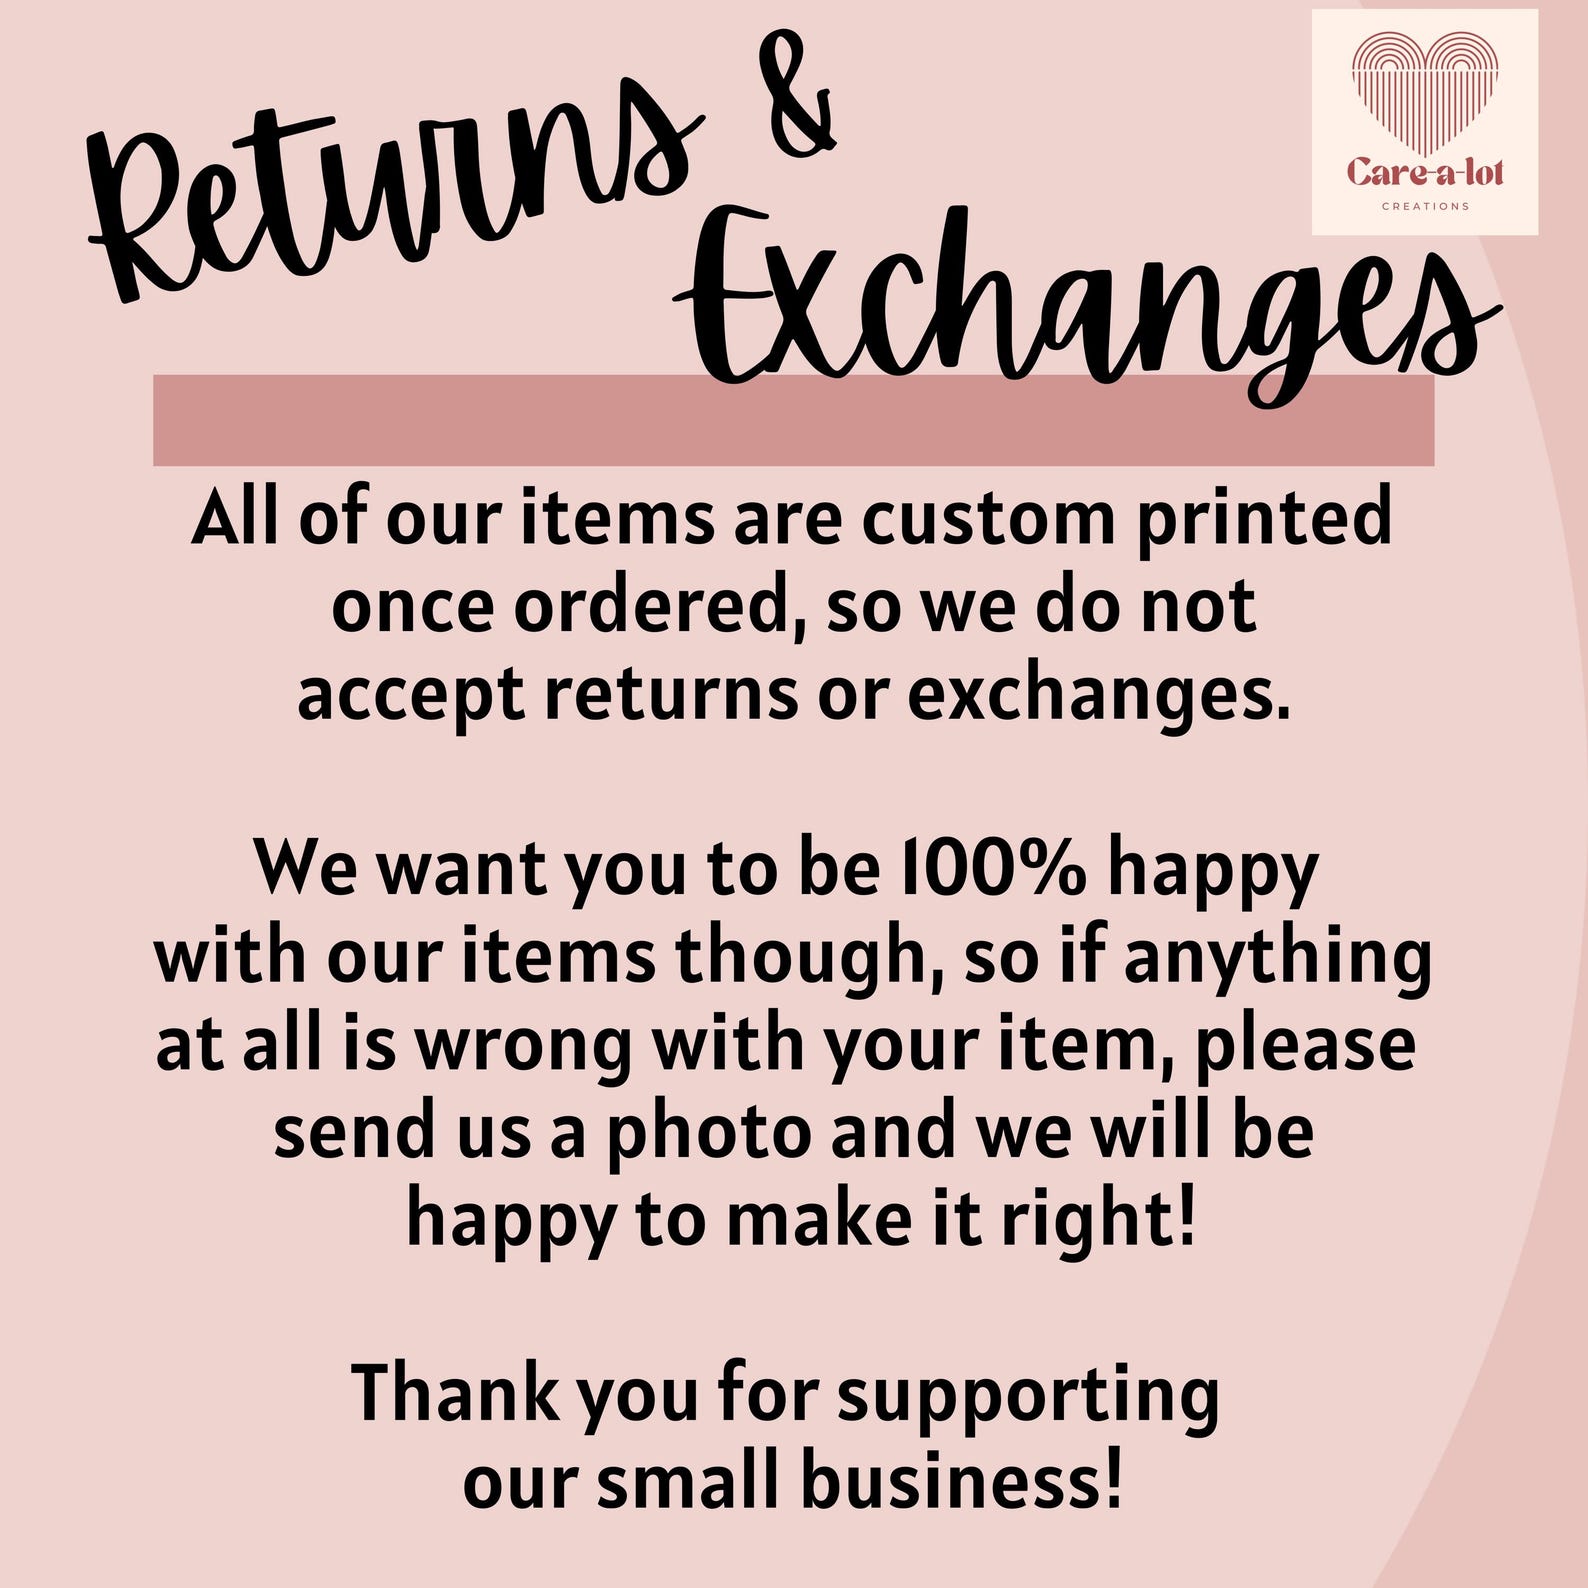 Returns &
Exchanges
Care-a-lot
CREATIONS
All of our items are custom printed
once ordered, so we do not
accept returns or exchanges.
We want you to be 100% happy
with our items though, so if anything
at all is wrong with your item, please
send us a photo and we will be
happy to make it right!
Thank you for supporting
our small business!